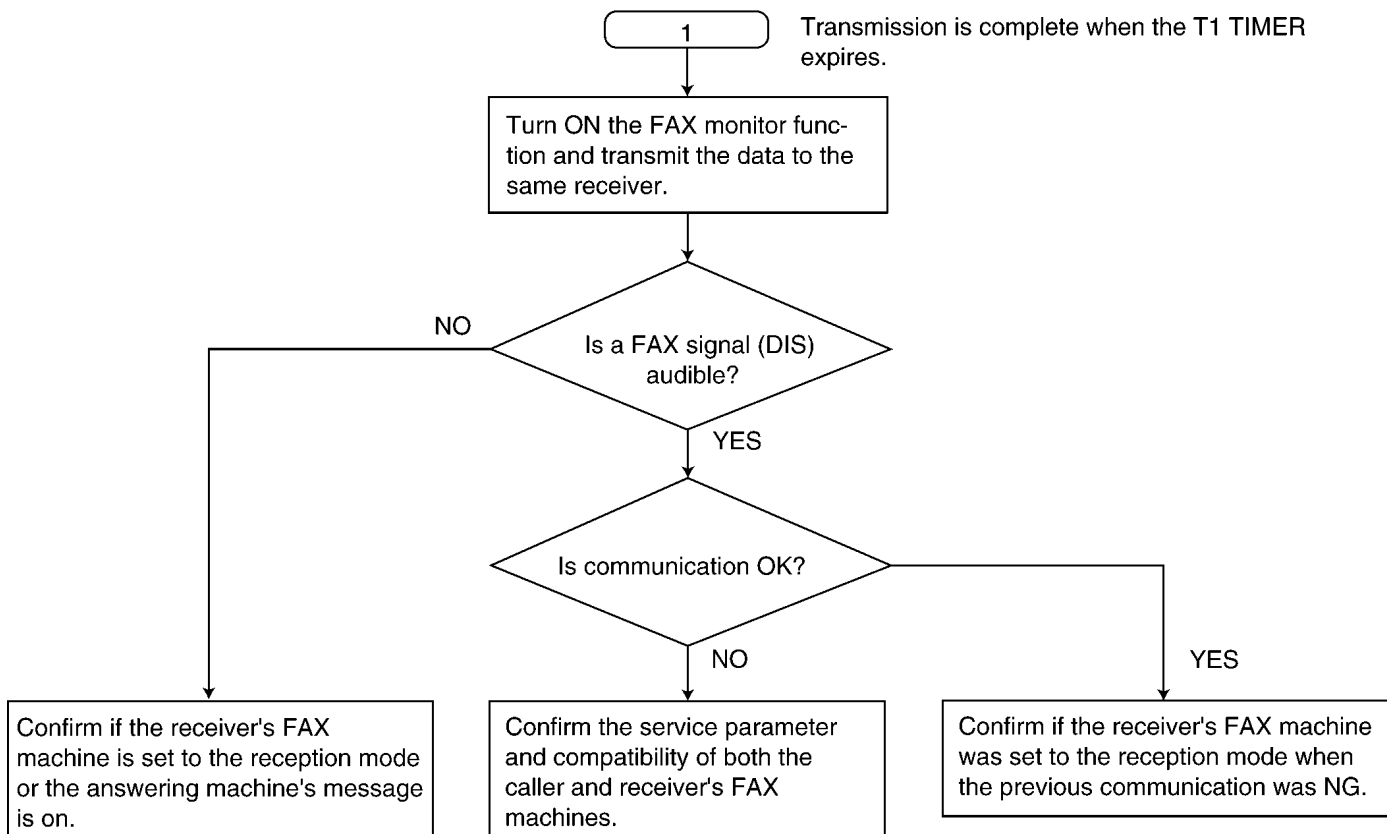 1
Transmission is complete when the T1 TIMER
expires.
Turn ON the FAX monitor func-
tion and transmit the data to the
same receiver.
NO
Is a FAX signal (DIS)
audible?
YES
Is communication OK?
NO
YES
Confirm if the receiver's FAX
machine is set to the reception mode
or the answering machine's message
is on.
Confirm the service parameter
and compatibility of both the
caller and receiver's FAX
machines.
Confirm if the receiver's FAX machine
was set to the reception mode when
the previous communication was NG.